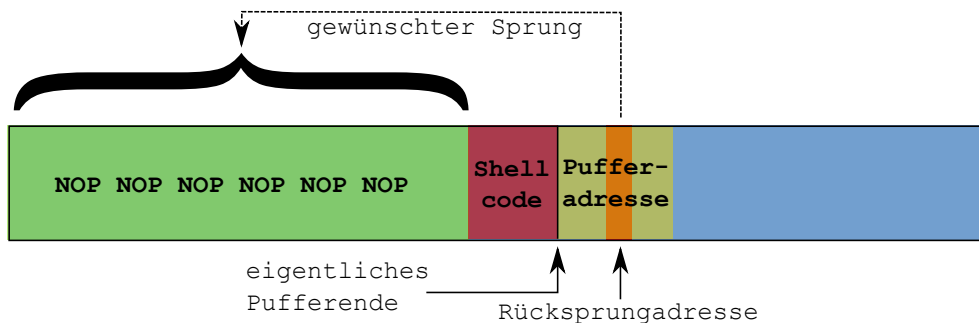 gewünschter Sprung
NOP NOP NOP NOP NOP NOP
Shell
code
Puffer-
adresse
eigentliches
Pufferende
Rücksprungadresse